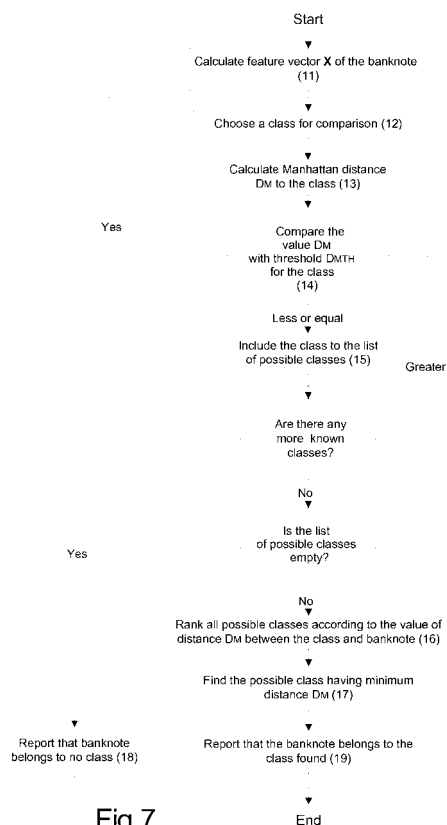 Start
Calculate feature vector X of the banknote
(11)
Choose a class for comparison (12)
Calculate Manhattan distance
DM to the class (13)
Yes
Compare the
value DM
with threshold DMTH
for the class
(14)
Less or equal
Include the class to the list
of possible classes (15)
Greater
Are there any
more known
classes?
No
Is the list
of possible classes
empty?
Yes
No
Rank all possible classes according to the value of
distance DM between the class and banknote (16)
Find the possible class having minimum
distance DM (17)
Report that banknote
belongs to no class (18)
Report that the banknote belongs to the
class found (19)
Fig 7
End